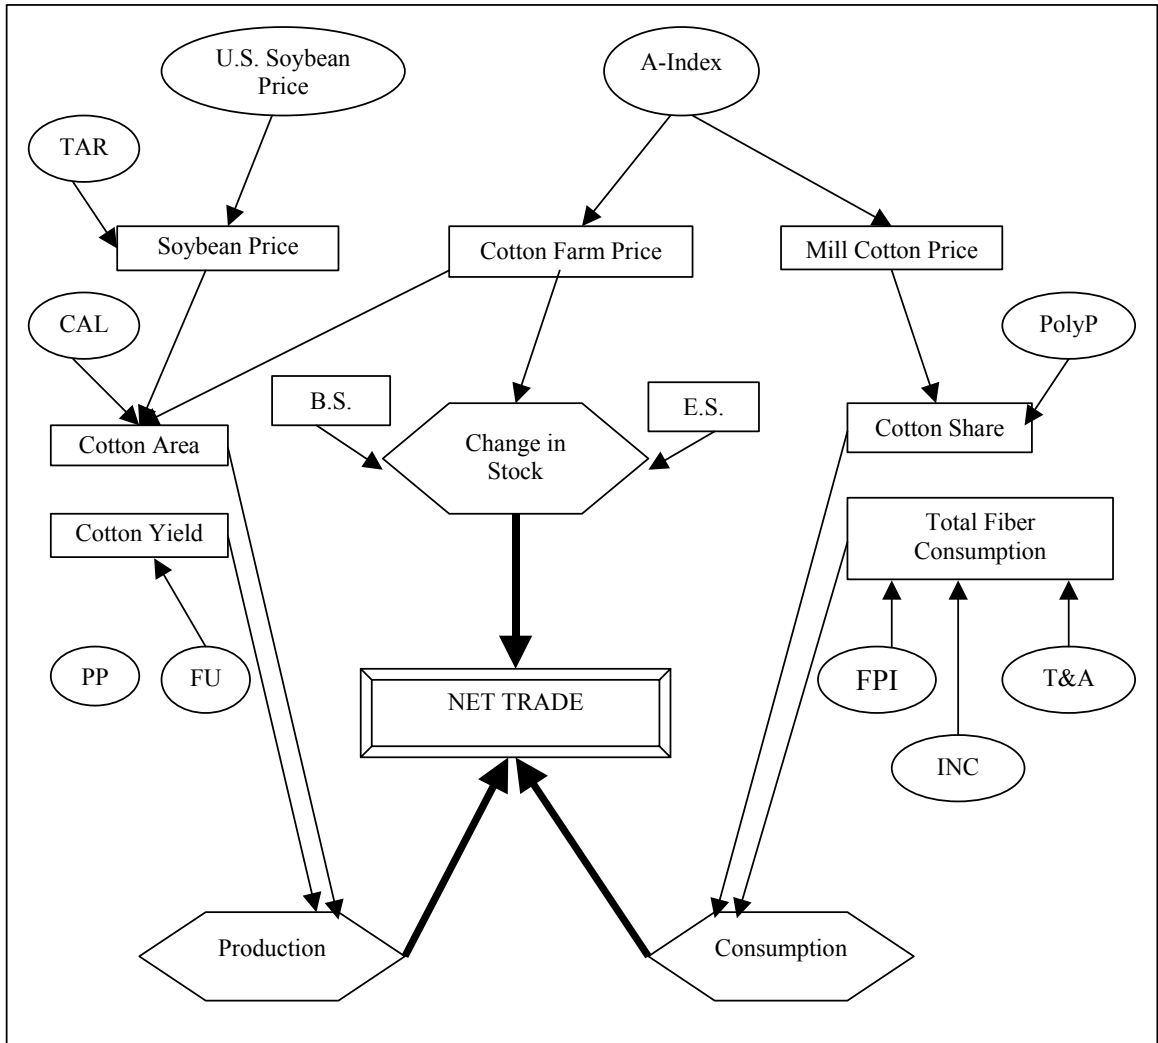 U.S. Soybean
Price
A-Index
TAR
Soybean Price
Cotton Farm Price
Mill Cotton Price
CAL
PolyP
B.S.
E.S.
Cotton Area
Change in
Stock
Cotton Share
Cotton Yield
Total Fiber
Consumption
PP
FU
NET TRADE
FPI
T&A
INC
Production
Consumption